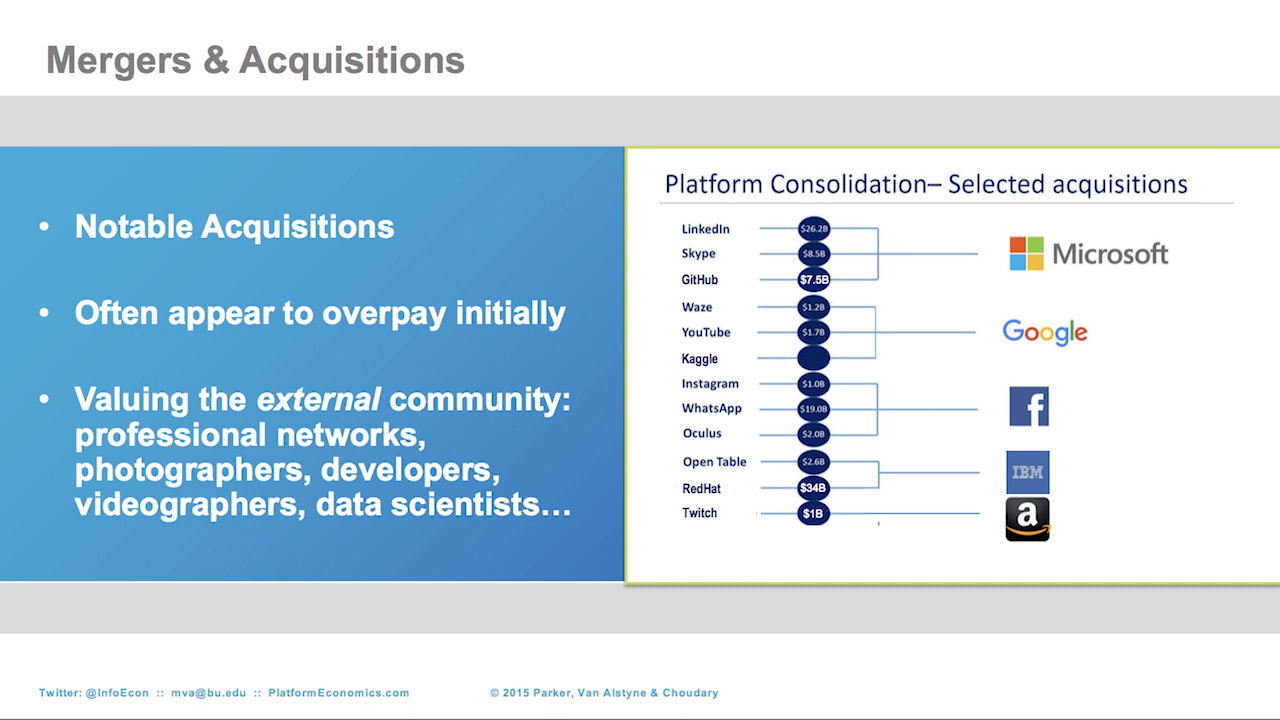 Mergers & Acquisitions
• Notable Acquisitions
• Often appear to overpay initially
• Valuing the external community:
professional networks,
photographers, developers,
videographers, data scientists…
Platform Consolidation– Selected acquisitions
LinkedIn $26.2B
Skype $8.5B
GitHub $7.5B
Microsoft
Waze $1.2B
YouTube $1.7B
Kaggle
Google
Instagram $1.0B
WhatsApp $19.0B
Oculus $2.0B
f
Open Table $2.6B
RedHat $34B
IBM
Twitch $1B
a
Twitter: @InfoEcon :: mva@bu.edu :: PlatformEconomics.com
© 2015 Parker, Van Alstyne & Choudary